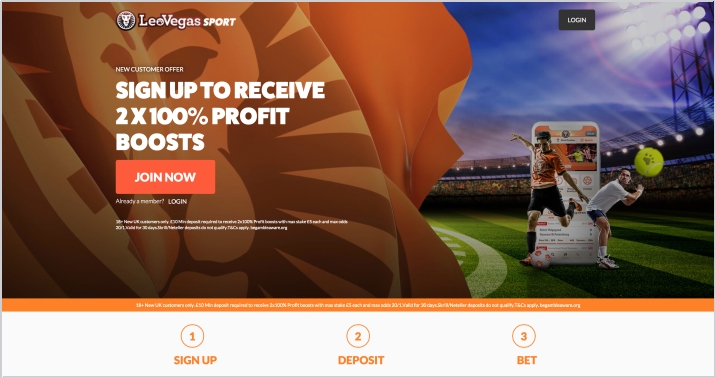 LeoVegas SPORT
LOGIN
NEW CUSTOMER OFFER
SIGN UP TO RECEIVE
2 X 100% PROFIT
BOOSTS
JOIN NOW
Already a member? LOGIN
18+ New UK customers only. £10 Min deposit required to receive 2x100% Profit boosts with max stake £5 each and max odds
20/1.Valid for 30 days.Skrill/Neteller deposits do not qualify.T&Cs apply. begambleaware.org
18+ New UK customers only. £10 Min deposit required to receive 2x100% Profit boosts with max stake £5 each and max odds 20/1.Valid for 30 days.Skrill/Neteller deposits do not qualify.T&Cs apply. begambleaware.org
1 2 3
SIGN UP DEPOSIT BET